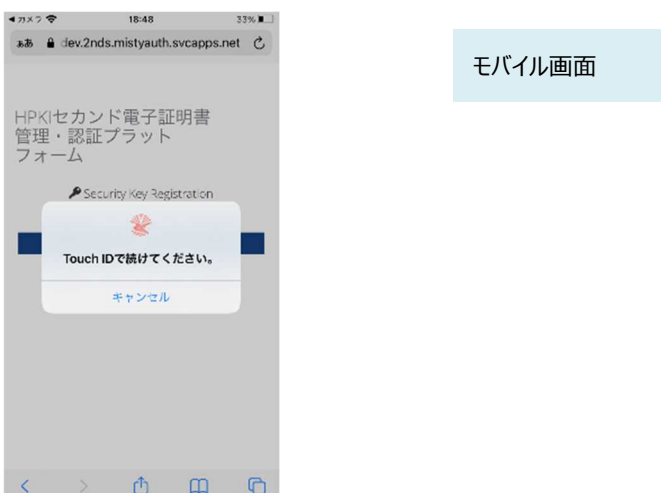 カメラ 18:48 33%
ぁあ dev.2nds.mistyauth.svcapps.net
モバイル画面
HPKIセカンド電子証明書
管理・認証プラット
フォーム
Security Key Registration
Touch IDで続けてください。
キャンセル